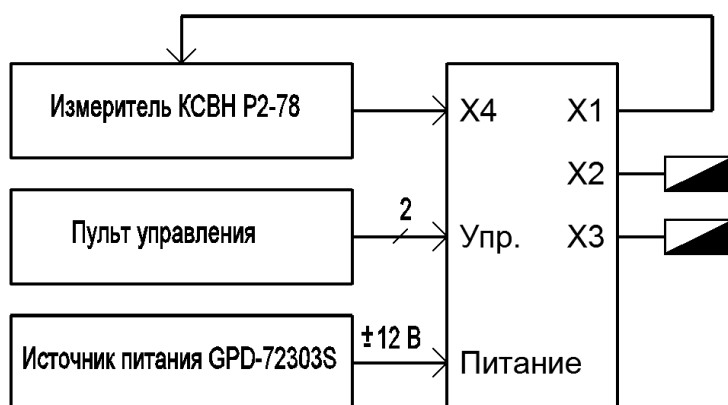 Измеритель КСВН Р2-78
X4
X1
X2
Пульт управления
2
Упр.
X3
Источник питания GPD-72303S
±12 В
Питание